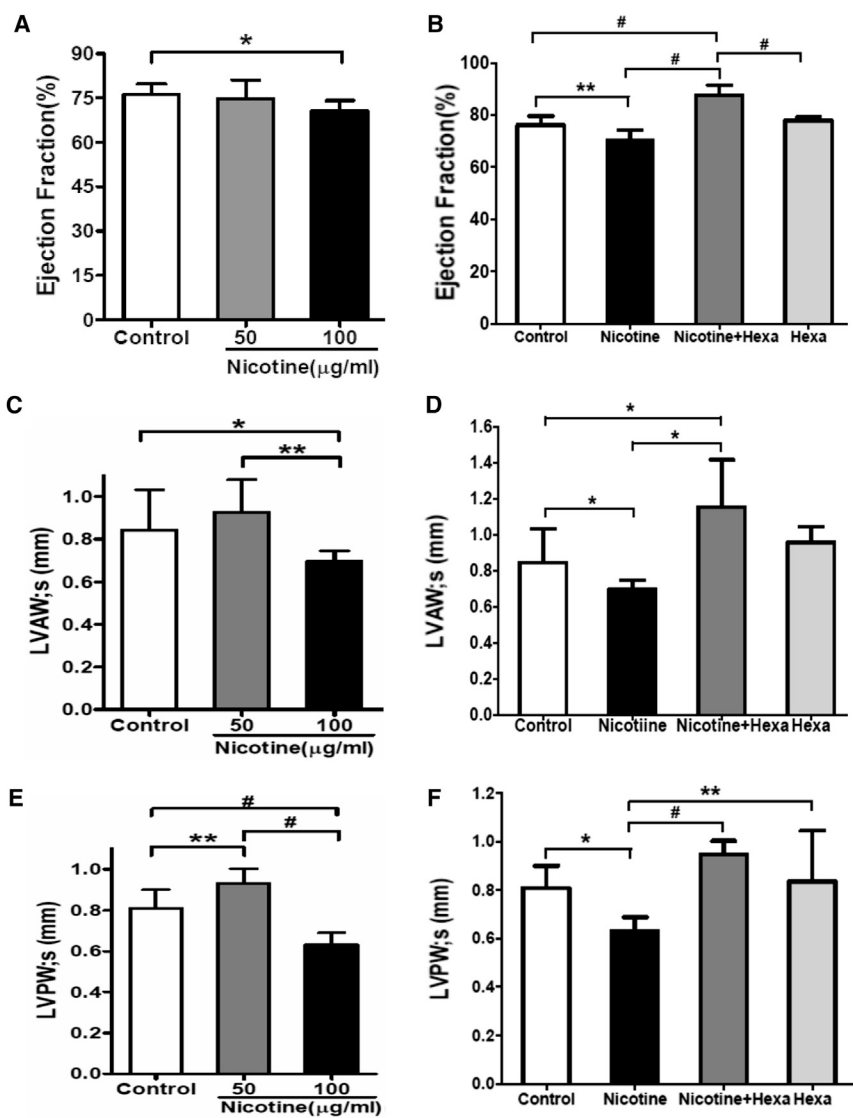 A
Ejection Fraction(%)
90
75
60
45
30
15
0
*
Control
50
100
Nicotine(μg/ml)
B
Ejection Fraction(%)
100
80
60
40
20
0
#
#
#
**
Control
Nicotine
Nicotine+Hexa
Hexa
C
LVAW;s (mm)
1.0
0.8
0.6
0.4
0.2
0.0
*
**
Control
50
100
Nicotine(μg/ml)
D
LVAW;s (mm)
1.6
1.4
1.2
1.0
0.8
0.6
0.4
0.2
0.0
*
*
*
Control
Nicotiine
Nicotine+Hexa
Hexa
E
LVPW;s (mm)
1.0
0.8
0.6
0.4
0.2
0.0
#
**
#
Control
50
100
Nicotine(μg/ml)
F
LVPW;s (mm)
1.2
1.0
0.8
0.6
0.4
0.2
0.0
**
#
*
Control
Nicotine
Nicotine+Hexa
Hexa